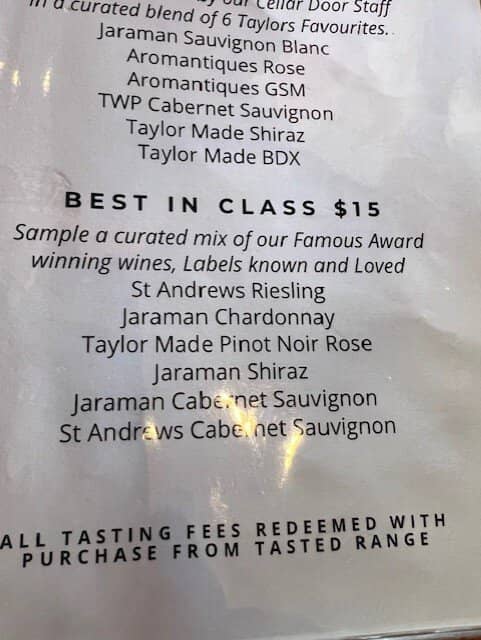 our Cellar Door Staff
in a curated blend of 6 Taylors Favourites.
Jaraman Sauvignon Blanc
Aromantiques Rose
Aromantiques GSM
TWP Cabernet Sauvignon
Taylor Made Shiraz
Taylor Made BDX
BEST IN CLASS $15
Sample a curated mix of our Famous Award
winning wines, Labels known and Loved
St Andrews Riesling
Jaraman Chardonnay
Taylor Made Pinot Noir Rose
Jaraman Shiraz
Jaraman Cabernet Sauvignon
St Andrews Cabernet Sauvignon
ALL TASTING FEES REDEEMED WITH
PURCHASE FROM TASTED RANGE